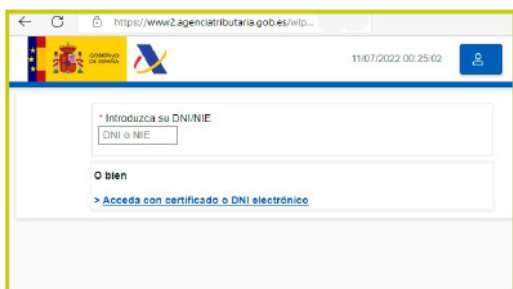 https://www2.agenciatributaria.gob.es/wlp...
GOBIERNO
DE ESPAÑA
11/07/2022 00:25:02
* Introduzca su DNI/NIE
DNI o NIE
O bien
> Acceda con certificado o DNI electrónico